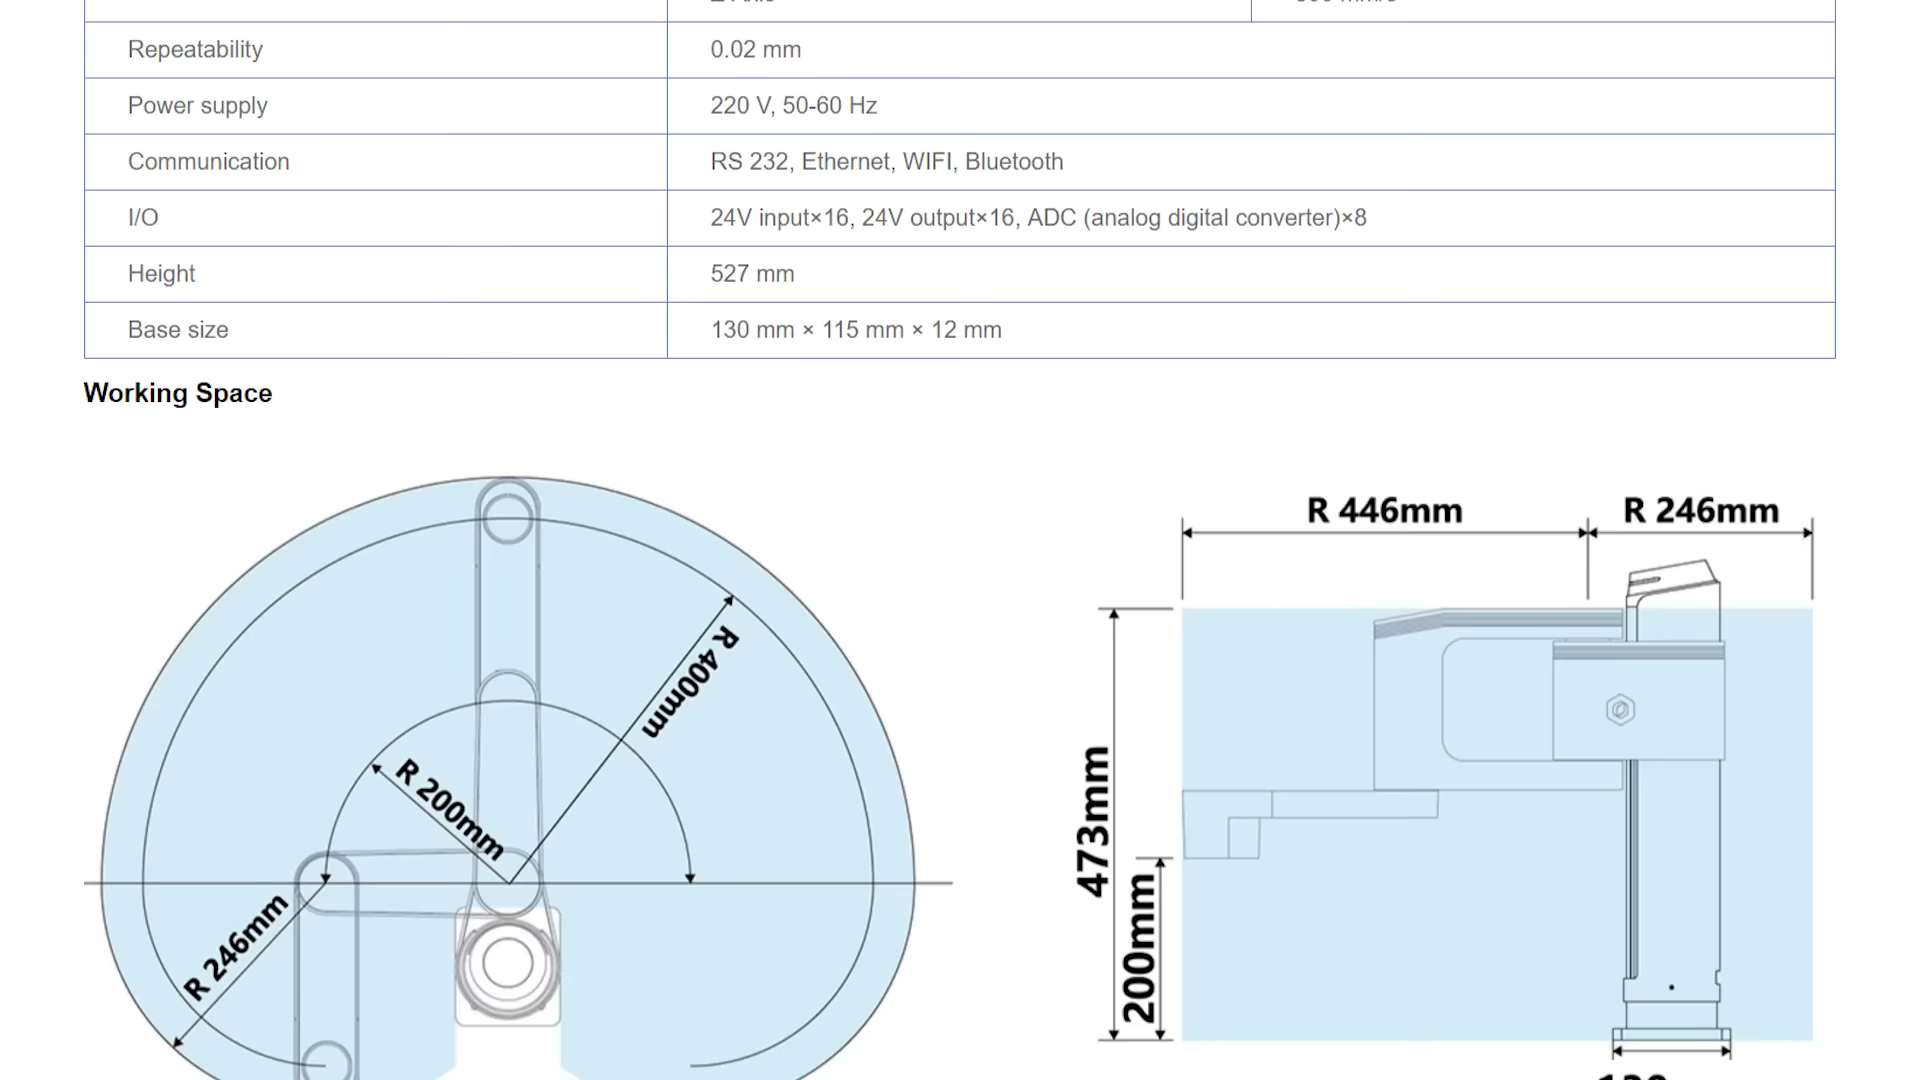 Repeatability 0.02 mm
Power supply 220 V, 50-60 Hz
Communication RS 232, Ethernet, WIFI, Bluetooth
I/O 24V input×16, 24V output×16, ADC (analog digital converter)×8
Height 527 mm
Base size 130 mm × 115 mm × 12 mm
Working Space
R 400mm
R 200mm
R 246mm
R 446mm
R 246mm
473mm
200mm